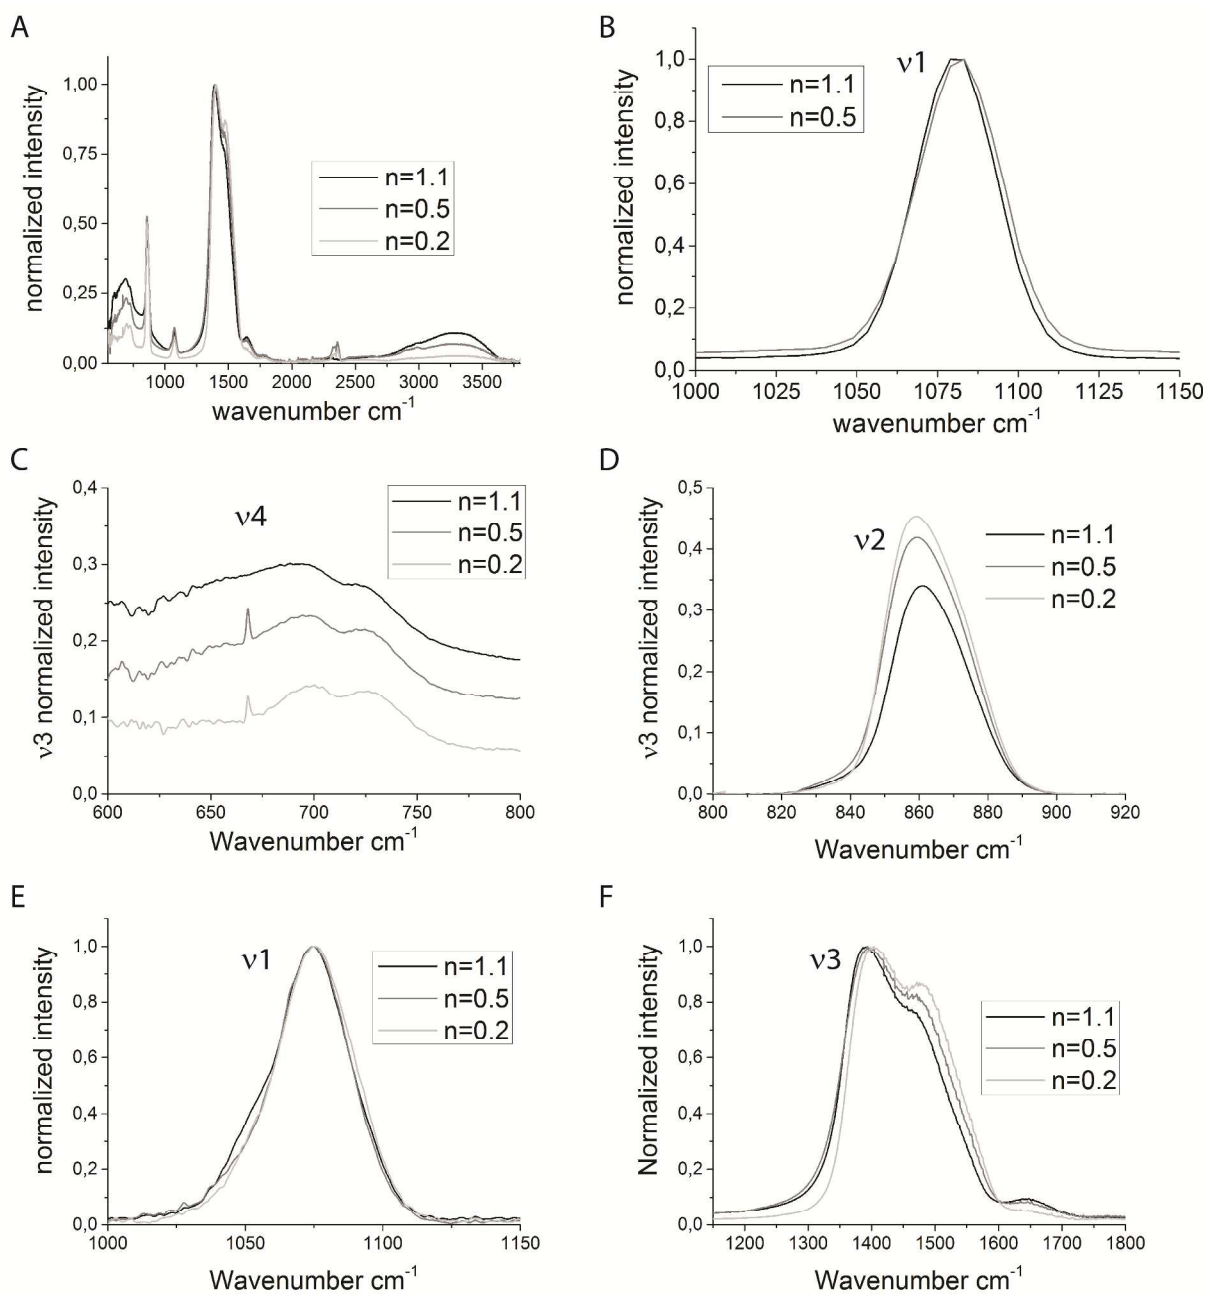 A
normalized intensity
1.00
0,75
0,50
0,25
0,00
1000
1500
2000
2500
3000
3500
wavenumber cm-1
n=1.1
n=0.5
n=0.2
B
normalized intensity
1,0
0,8
0,6
0,4
0,2
0,0
1000
1025
1050
1075
1100
1125
1150
wavenumber cm-1
ν1
n=1.1
n=0.5
C
ν3 normalized intensity
0,4
0,3
0,2
0,1
0,0
600
650
700
750
800
Wavenumber cm-1
ν4
n=1.1
n=0.5
n=0.2
D
ν3 normalized intensity
0,5
0,4
0,3
0,2
0,1
0,0
800
820
840
860
880
900
920
Wavenumber cm-1
ν2
n=1.1
n=0.5
n=0.2
E
normalized intensity
1,0
0,8
0,6
0,4
0,2
0,0
1000
1050
1100
1150
Wavenumber cm-1
ν1
n=1.1
n=0.5
n=0.2
F
Normalized intensity
1,0
0,8
0,6
0,4
0,2
0,0
1200
1300
1400
1500
1600
1700
1800
Wavenumber cm-1
ν3
n=1.1
n=0.5
n=0.2